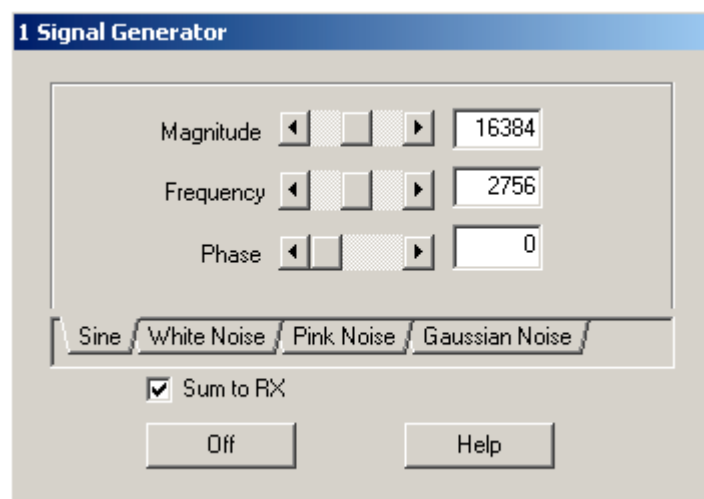 1 Signal Generator
Magnitude 16384
Frequency 2756
Phase 0
Sine White Noise Pink Noise Gaussian Noise
Sum to RX
Off Help